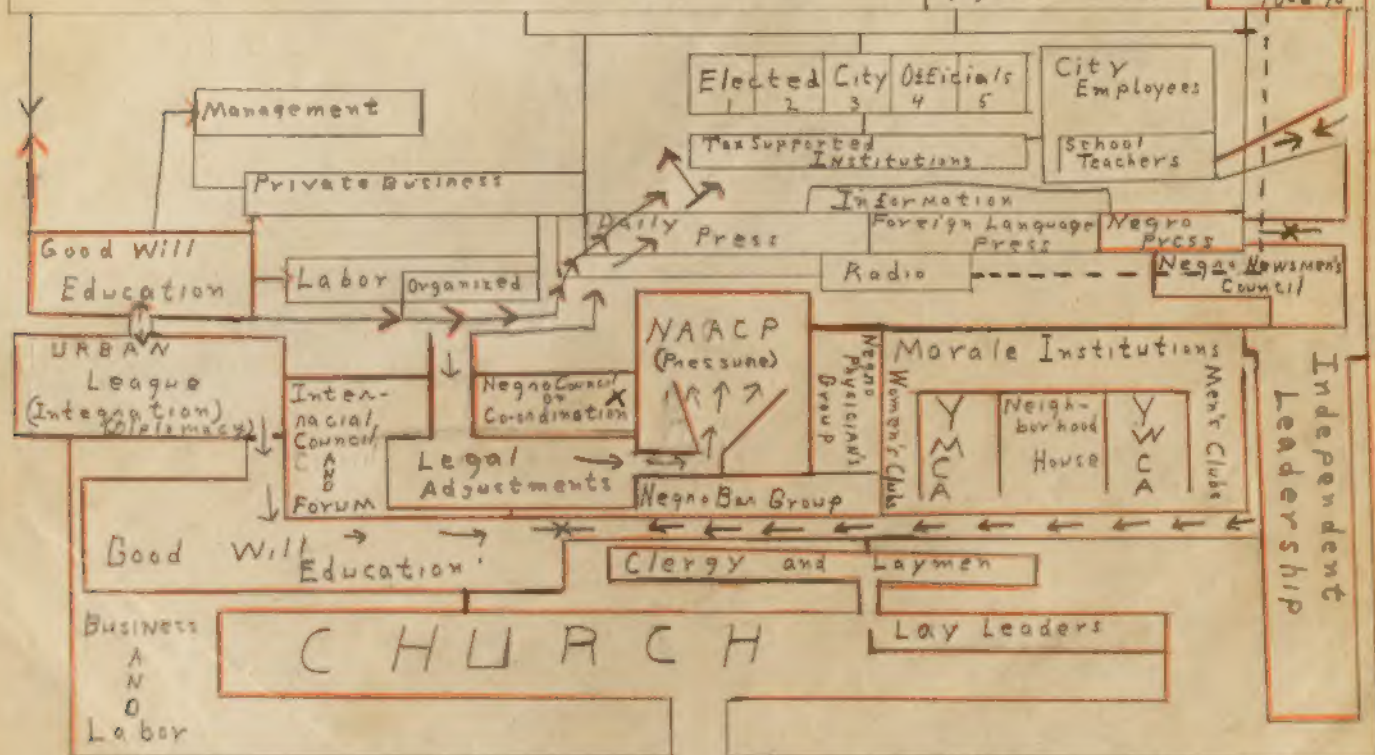 Elected City Officials
1 2 3 4 5
City
Employees
Management
Tax Supported
Institutions
School
Teachers
Private Business
Information
Daily Press
Foreign Language
Press
Negro
Press
Good Will
Education
Labor
Organized
Radio
Negro Newsmen's
Council
URBAN
League
(Integration)
(Diplomacy)
Inter-
racial
Council
AND
Forum
Negro Council
or
Co-ordination X
NAACP
(Pressure)
Negro
Physician's
Group
Women's Clubs
Morale Institutions
YMCA
Neigh-
borhood
House
YWCA
Men's Clubs
Independent
Leadership
Legal
Adjustments
Negro Bar Group
Good Will
Education
Clergy and Laymen
Business
AND
Labor
CHURCH
Lay Leaders